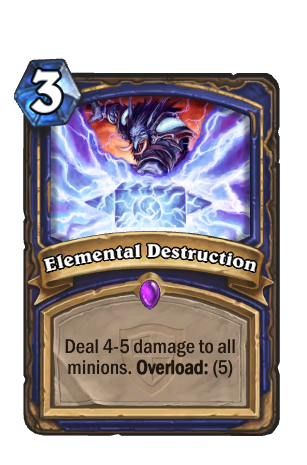 3
Elemental Destruction
Deal 4-5 damage to all
minions. Overload: (5)